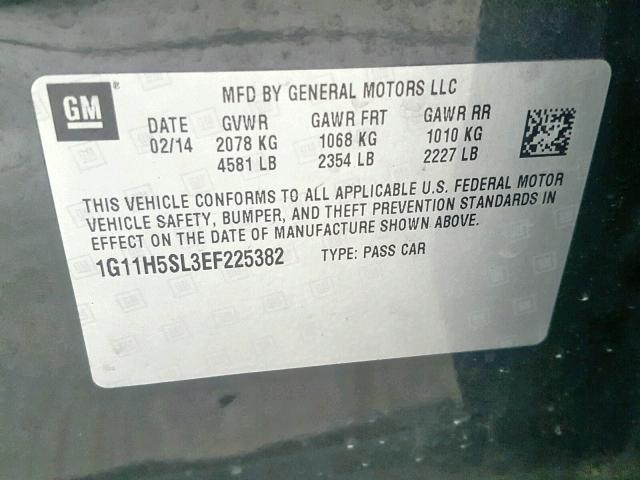 GM
MFD BY GENERAL MOTORS LLC
DATE GVWR GAWR FRT GAWR RR
02/14 2078 KG 1068 KG 1010 KG
4581 LB 2354 LB 2227 LB
THIS VEHICLE CONFORMS TO ALL APPLICABLE U.S. FEDERAL MOTOR
VEHICLE SAFETY, BUMPER, AND THEFT PREVENTION STANDARDS IN
EFFECT ON THE DATE OF MANUFACTURE SHOWN ABOVE.
1G11H5SL3EF225382 TYPE: PASS CAR